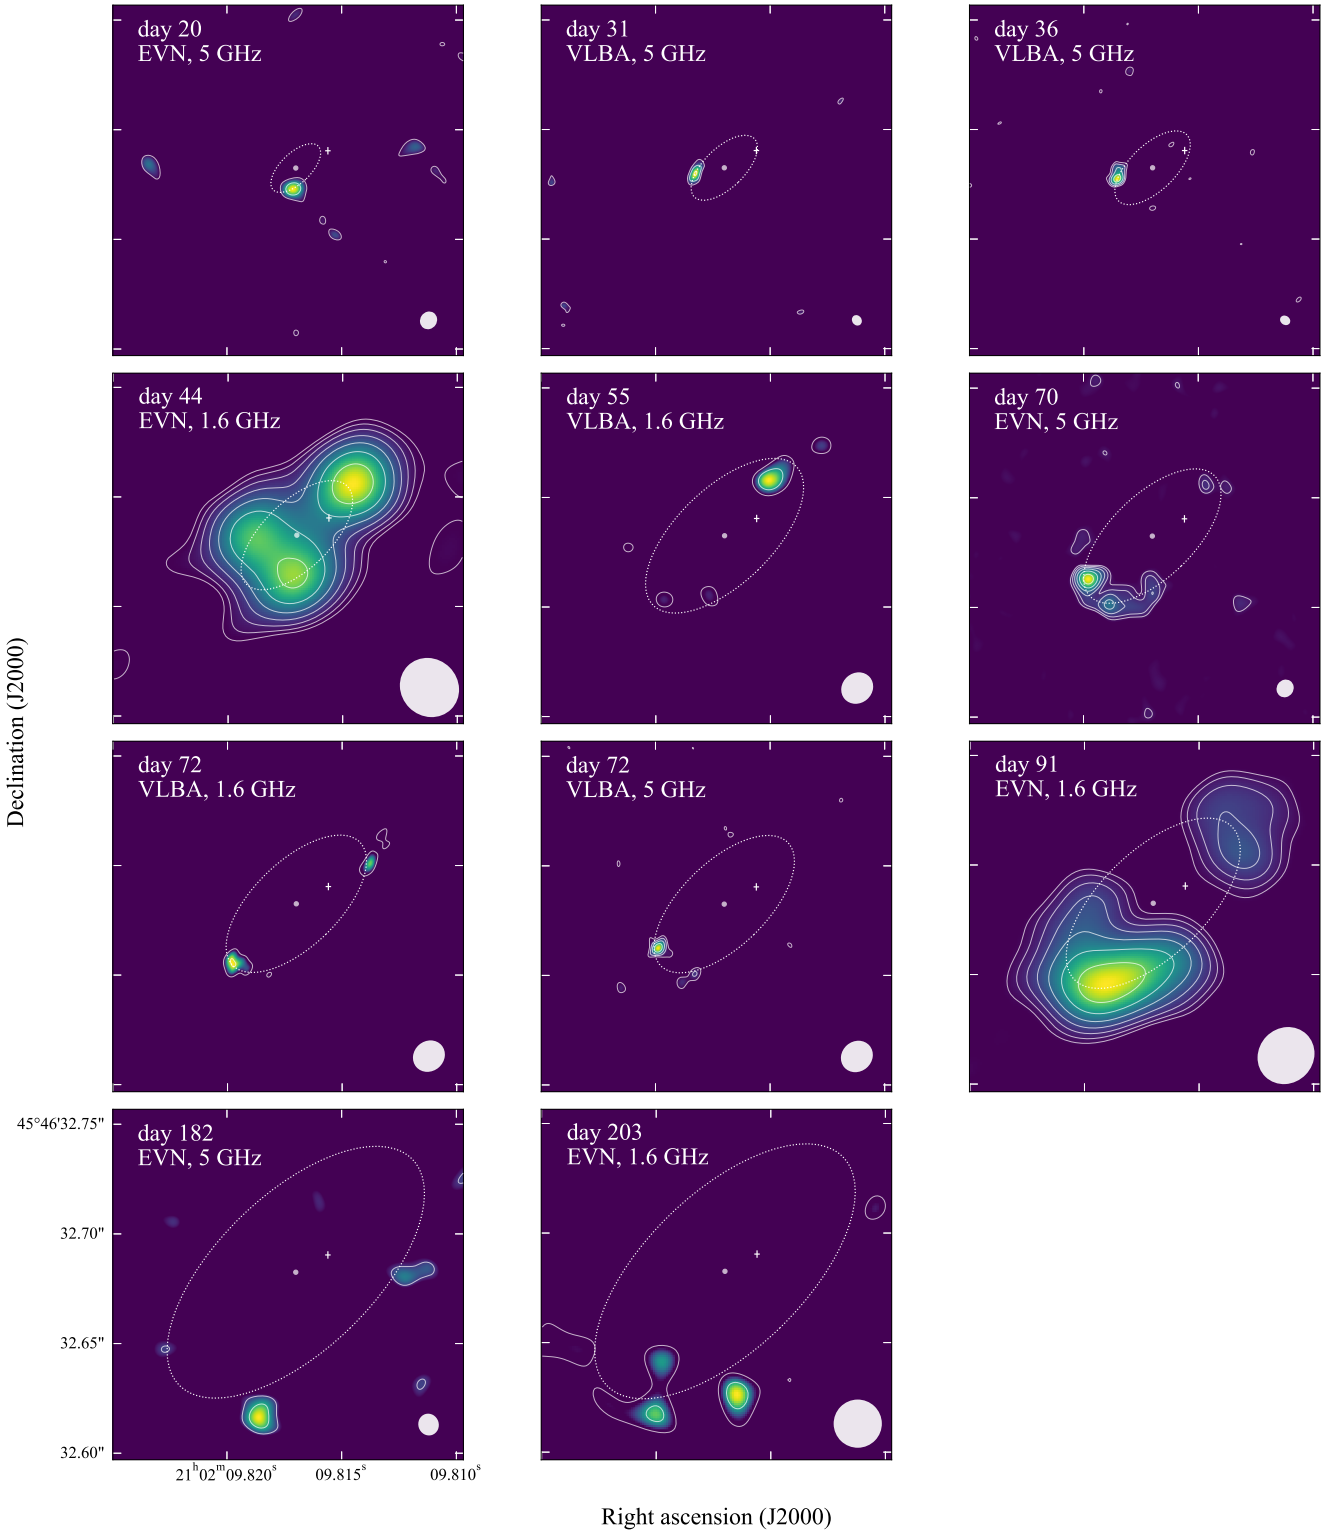 day 20
EVN, 5 GHz
day 31
VLBA, 5 GHz
day 36
VLBA, 5 GHz
day 44
EVN, 1.6 GHz
day 55
VLBA, 1.6 GHz
day 70
EVN, 5 GHz
day 72
VLBA, 1.6 GHz
day 72
VLBA, 5 GHz
day 91
EVN, 1.6 GHz
Declination (J2000)
day 182
EVN, 5 GHz
day 203
EVN, 1.6 GHz
45°46'32.75"
32.70"
32.65"
32.60"
21ʰ02ᵐ09.820ˢ 09.815ˢ 09.810ˢ
Right ascension (J2000)